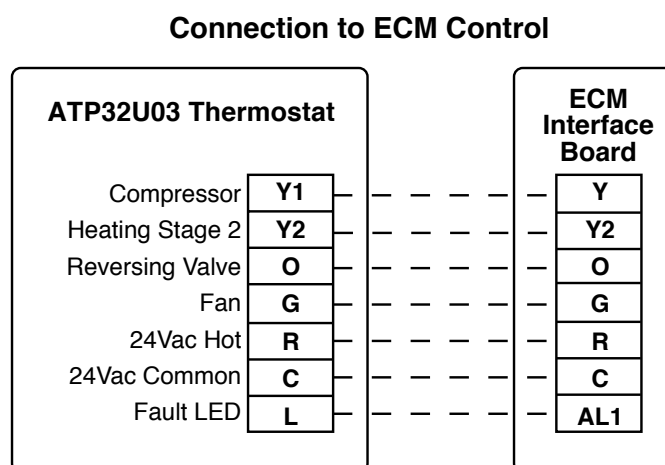 Connection to ECM Control
ATP32U03 Thermostat
ECM
Interface
Board
Compressor Y1 Y
Heating Stage 2 Y2 Y2
Reversing Valve O O
Fan G G
24Vac Hot R R
24Vac Common C C
Fault LED L AL1